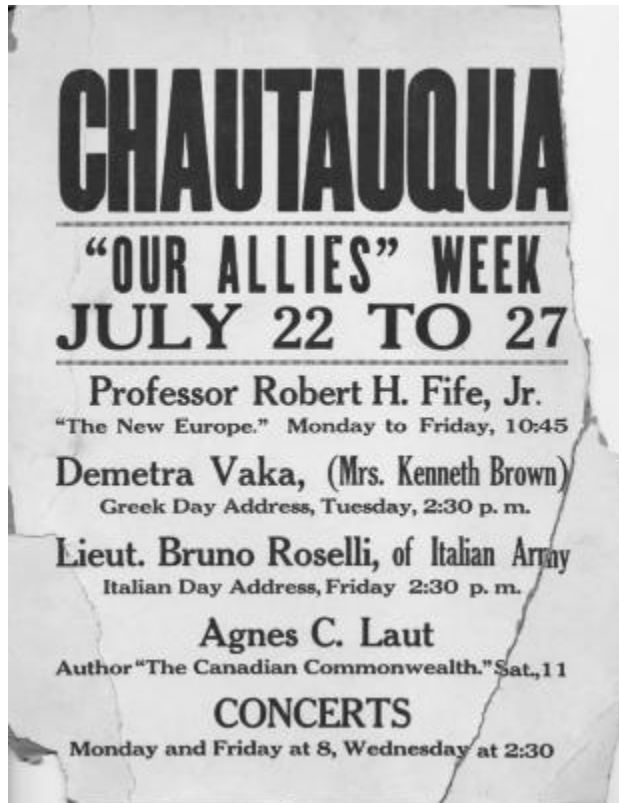 CHAUTAUQUA
“OUR ALLIES” WEEK
JULY 22 TO 27
Professor Robert H. Fife, Jr.
“The New Europe.” Monday to Friday, 10:45
Demetra Vaka, (Mrs. Kenneth Brown)
Greek Day Address, Tuesday, 2:30 p. m.
Lieut. Bruno Roselli, of Italian Army
Italian Day Address, Friday 2:30 p. m.
Agnes C. Laut
Author “The Canadian Commonwealth.” Sat., 11
CONCERTS
Monday and Friday at 8, Wednesday at 2:30